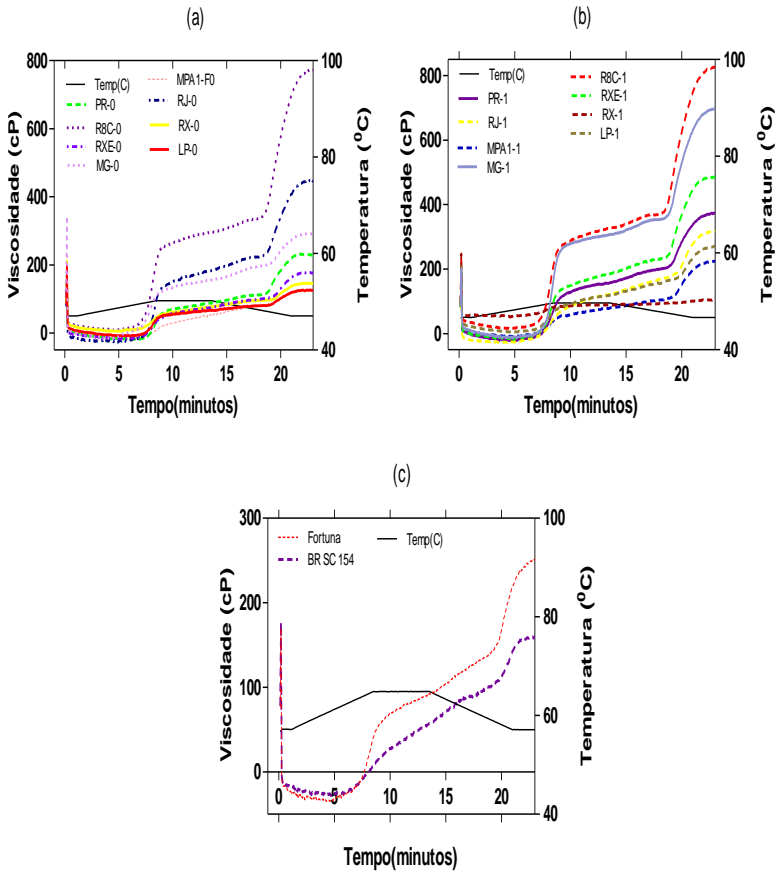 (a)
800
600
400
200
0
Viscosidade (cP)
0
5
10
15
20
Tempo(minutos)
100
80
60
40
Temperatura (⁰C)
Temp(C)
PR-0
R8C-0
RXE-0
MG-0
MPA1-F0
RJ-0
RX-0
LP-0
(b)
800
600
400
200
0
Viscosidade (cP)
0
5
10
15
20
Tempo(minutos)
100
80
60
40
Temperatura (⁰C)
Temp(C)
PR-1
RJ-1
MPA1-1
MG-1
R8C-1
RXE-1
RX-1
LP-1
(c)
300
200
100
0
Viscosidade (cP)
0
5
10
15
20
Tempo(minutos)
100
80
60
40
Temperatura (⁰C)
Fortuna
BR SC 154
Temp(C)